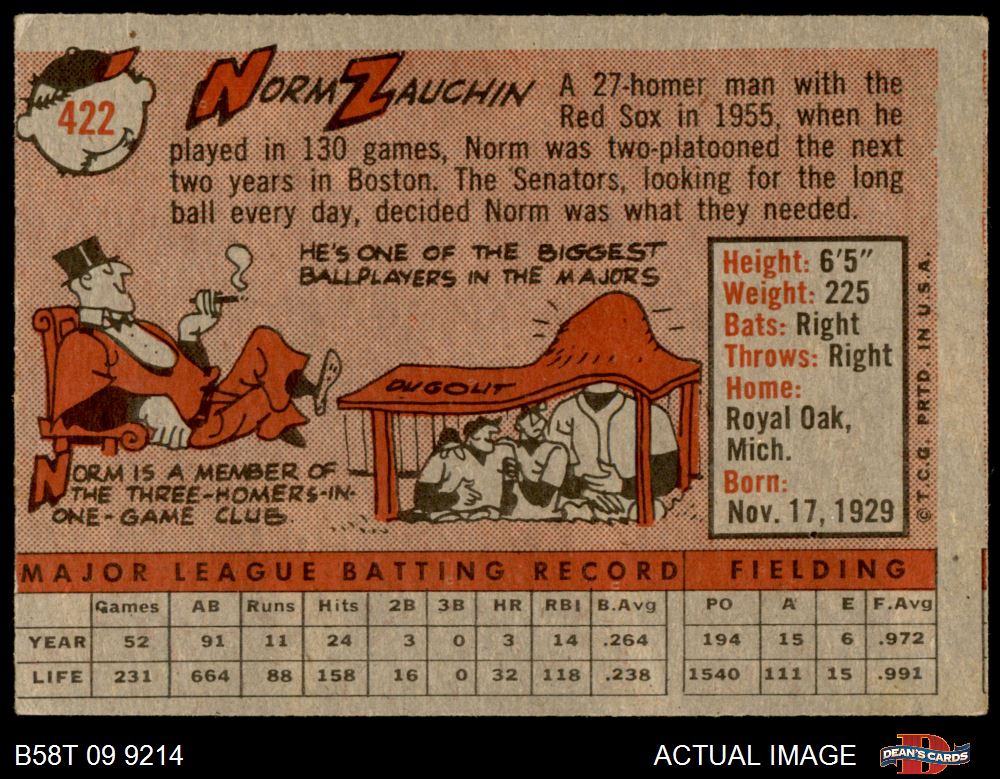 422
NORM ZAUCHIN
A 27-homer man with the
Red Sox in 1955, when he
played in 130 games, Norm was two-platooned the next
two years in Boston. The Senators, looking for the long
ball every day, decided Norm was what they needed.
HE'S ONE OF THE BIGGEST
BALLPLAYERS IN THE MAJORS
DUGOUT
NORM IS A MEMBER OF
THE THREE-HOMERS-IN-
ONE-GAME CLUB.
Height: 6'5"
Weight: 225
Bats: Right
Throws: Right
Home:
Royal Oak,
Mich.
Born:
Nov. 17, 1929
© T.C.G. PRTD. IN U.S.A.
MAJOR LEAGUE BATTING RECORD FIELDING
Games AB Runs Hits 2B 3B HR RBI B.Avg PO A E F.Avg
YEAR 52 91 11 24 3 0 3 14 .264 194 15 6 .972
LIFE 231 664 88 158 16 0 32 118 .238 1540 111 15 .991
B58T 09 9214 ACTUAL IMAGE DEAN'S CARDS